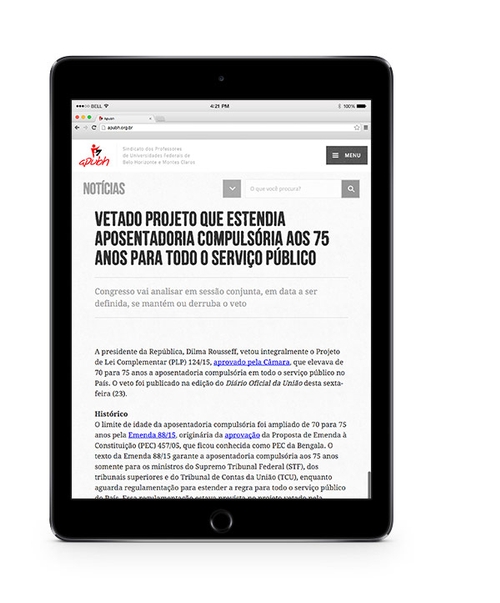 BELL 4:21 PM 100%
apubh
apubh.org.br
apubh
Sindicato dos Professores
de Universidades Federais de
Belo Horizonte e Montes Claros
MENU
NOTÍCIAS
O que você procura?
VETADO PROJETO QUE ESTENDIA
APOSENTADORIA COMPULSÓRIA AOS 75
ANOS PARA TODO O SERVIÇO PÚBLICO
Congresso vai analisar em sessão conjunta, em data a ser
definida, se mantém ou derruba o veto
A presidente da República, Dilma Rousseff, vetou integralmente o Projeto
de Lei Complementar (PLP) 124/15, aprovado pela Câmara, que elevava de
70 para 75 anos a aposentadoria compulsória em todo o serviço público no
País. O veto foi publicado na edição do Diário Oficial da União desta sexta-
feira (23).
Histórico
O limite de idade da aposentadoria compulsória foi ampliado de 70 para 75
anos pela Emenda 88/15, originária da aprovação da Proposta de Emenda à
Constituição (PEC) 457/05, que ficou conhecida como PEC da Bengala. O
texto da Emenda 88/15 garante a aposentadoria compulsória aos 75 anos
somente para os ministros do Supremo Tribunal Federal (STF), dos
tribunais superiores e do Tribunal de Contas da União (TCU), enquanto
aguarda regulamentação para estender a regra para todo o serviço público
do País. Essa regulamentação estava prevista no projeto vetado pela